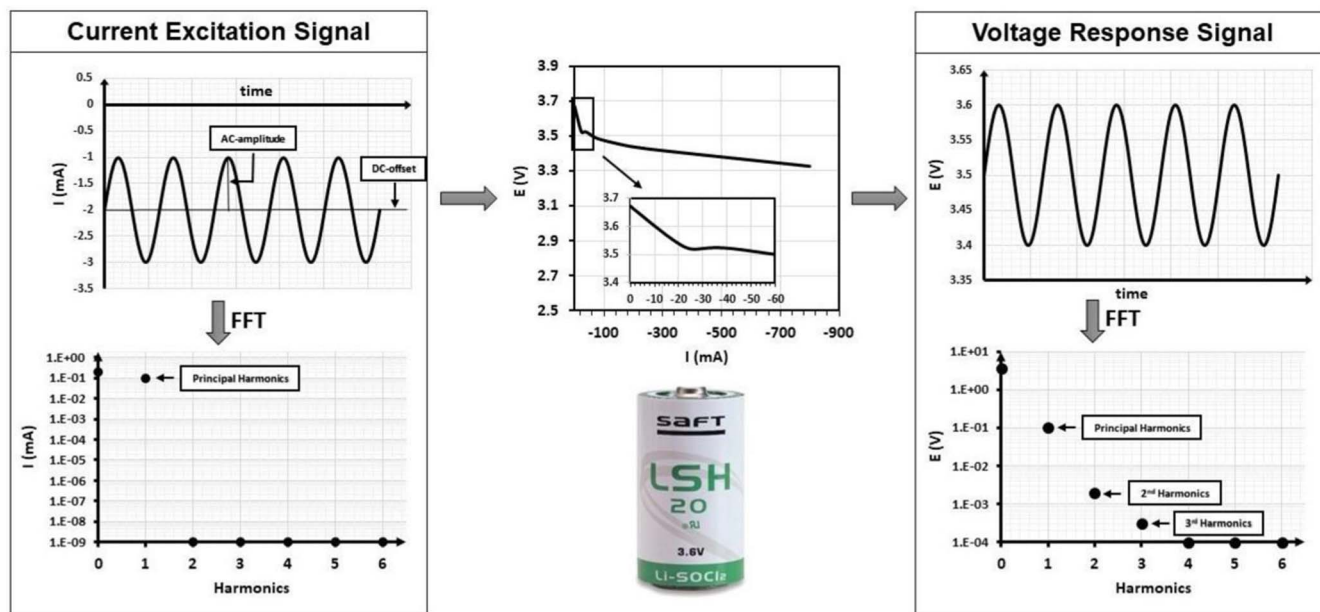 Current Excitation Signal
0.5
0
-0.5
-1
-1.5
-2
-2.5
-3
-3.5
I (mA)
time
AC-amplitude
DC-offset
FFT
1.E+00
1.E-01
1.E-02
1.E-03
1.E-04
1.E-05
1.E-06
1.E-07
1.E-08
1.E-09
I (mA)
Principal Harmonics
0 1 2 3 4 5 6
Harmonics
3.9
3.7
3.5
3.3
3.1
2.9
2.7
2.5
E (V)
3.7
3.6
3.5
3.4
0 -10 -20 -30 -40 -50 -60
-100 -300 -500 -700 -900
I (mA)
SAFT
LSH
20
3.6V
Li-SOCl2
Voltage Response Signal
3.65
3.6
3.55
3.5
3.45
3.4
3.35
E (V)
time
FFT
1.E+01
1.E+00
1.E-01
1.E-02
1.E-03
1.E-04
E (V)
Principal Harmonics
2nd Harmonics
3rd Harmonics
0 1 2 3 4 5 6
Harmonics